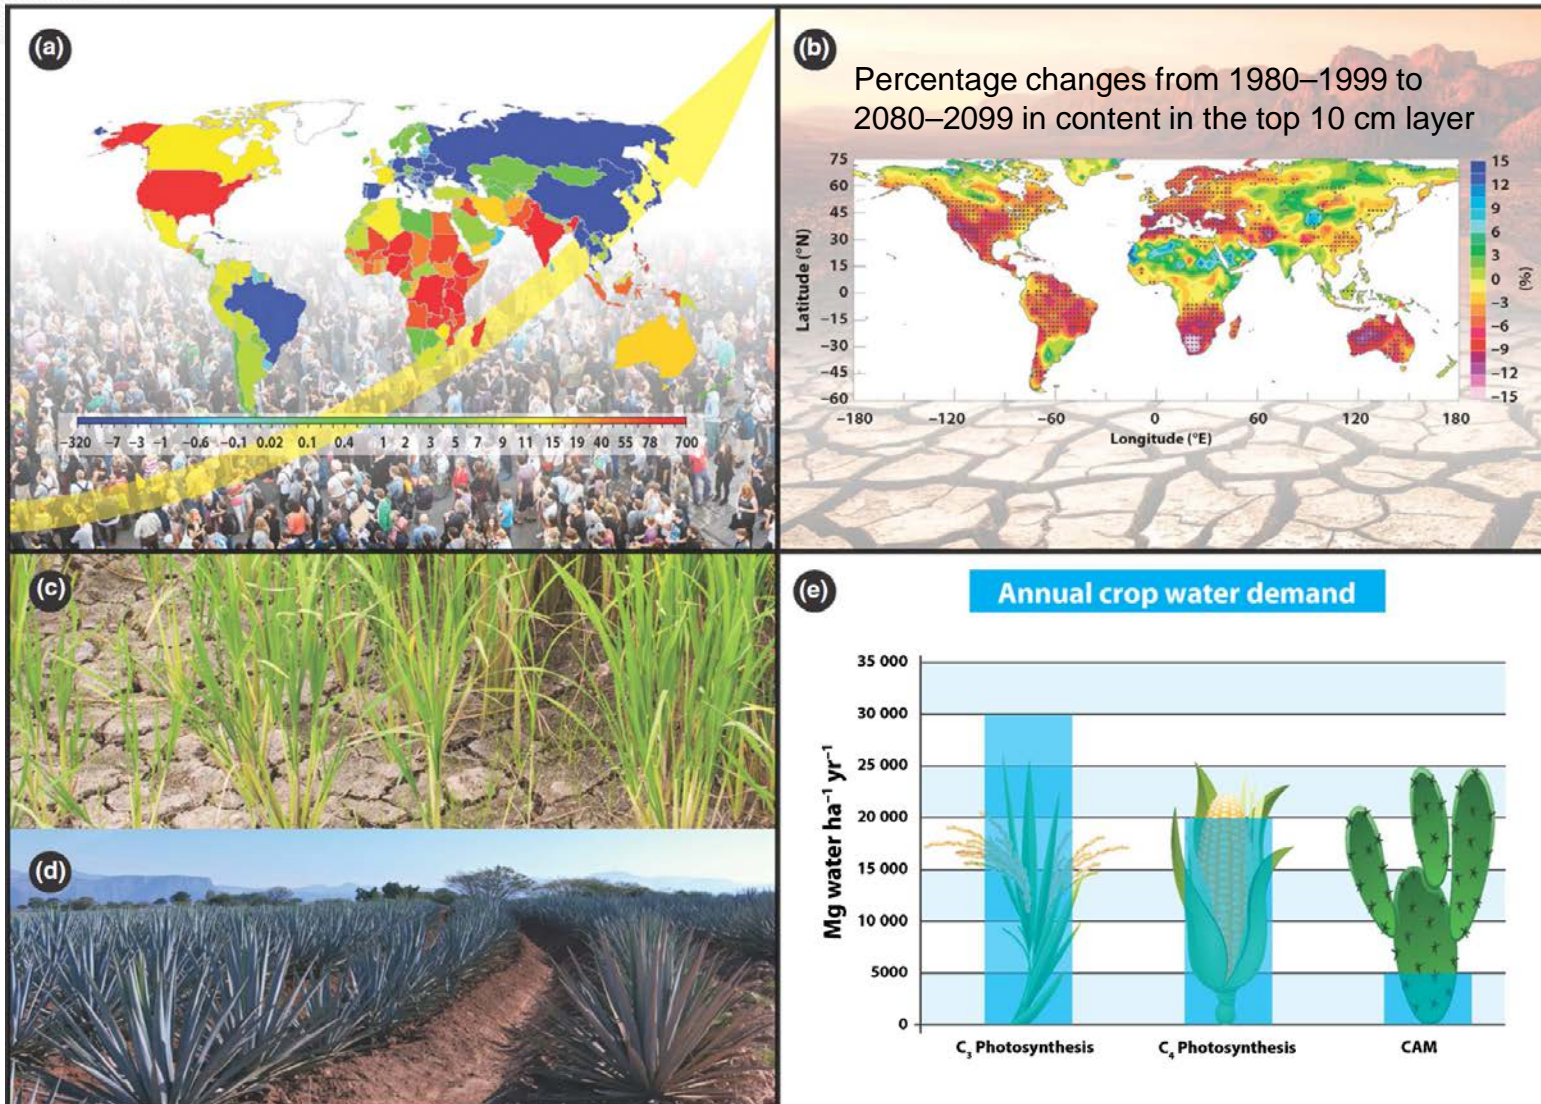 (a)
−320 −7 −3 −1 −0.6 −0.1 0.02 0.1 0.4 1 2 3 5 7 9 11 15 19 40 55 78 700
(b)
Percentage changes from 1980–1999 to
2080–2099 in content in the top 10 cm layer
75
60
45
30
15
0
−15
−30
−45
−60
Latitude (°N)
−180 −120 −60 0 60 120 180
Longitude (°E)
15
12
9
6
3
0
−3
−6
−9
−12
−15
(%)
(c)
(d)
(e)
Annual crop water demand
35 000
30 000
25 000
20 000
15 000
10 000
5000
0
Mg water ha⁻¹ yr⁻¹
C₃ Photosynthesis C₄ Photosynthesis CAM